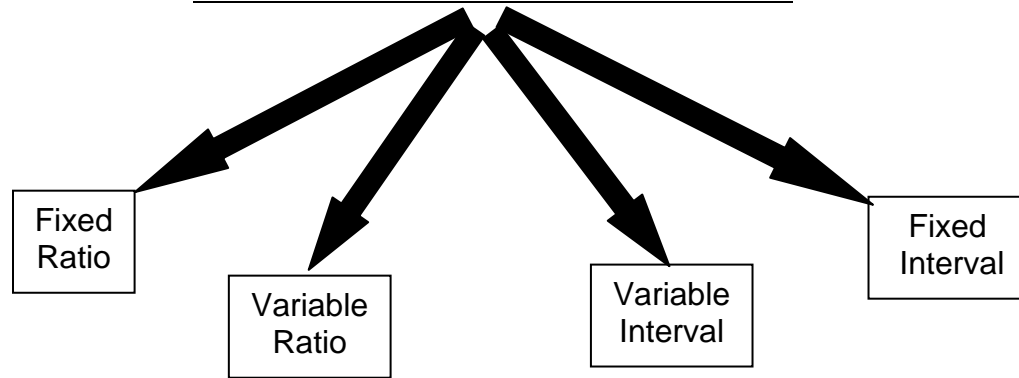 Fixed
Ratio
Variable
Ratio
Variable
Interval
Fixed
Interval